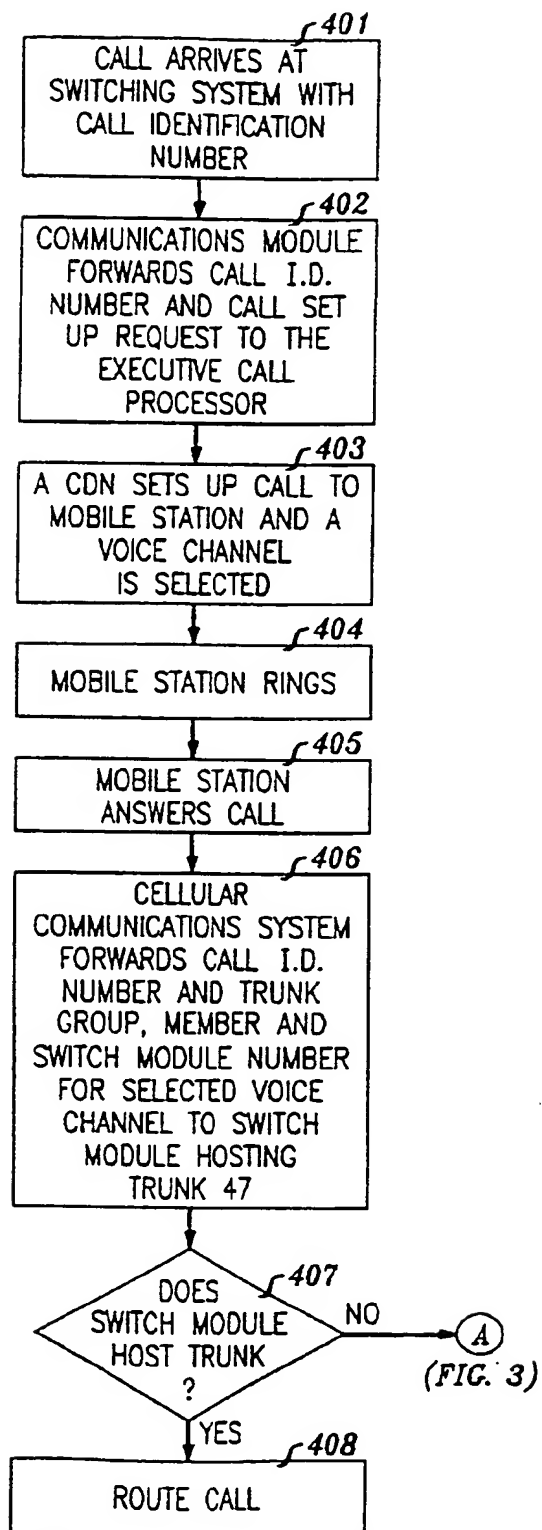 401
CALL ARRIVES AT
SWITCHING SYSTEM WITH
CALL IDENTIFICATION
NUMBER
402
COMMUNICATIONS MODULE
FORWARDS CALL I.D.
NUMBER AND CALL SET
UP REQUEST TO THE
EXECUTIVE CALL
PROCESSOR
403
A CDN SETS UP CALL TO
MOBILE STATION AND A
VOICE CHANNEL
IS SELECTED
404
MOBILE STATION RINGS
405
MOBILE STATION
ANSWERS CALL
406
CELLULAR
COMMUNICATIONS SYSTEM
FORWARDS CALL I.D.
NUMBER AND TRUNK
GROUP, MEMBER AND
SWITCH MODULE NUMBER
FOR SELECTED VOICE
CHANNEL TO SWITCH
MODULE HOSTING
TRUNK 47
407
DOES
SWITCH MODULE
HOST TRUNK
?
NO
A
(FIG. 3)
YES
408
ROUTE CALL